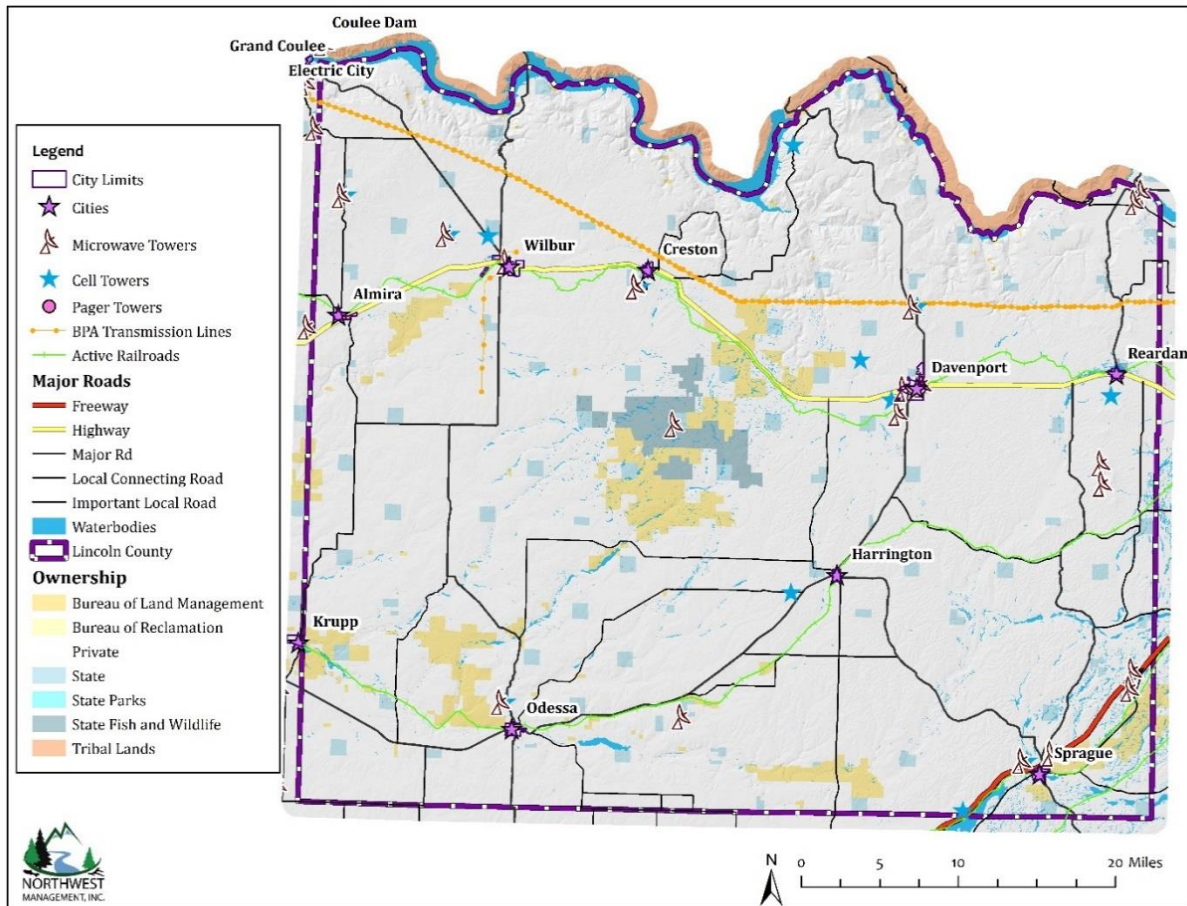 Coulee Dam
Grand Coulee
Electric City
Legend
City Limits
Cities
Microwave Towers
Cell Towers
Pager Towers
BPA Transmission Lines
Active Railroads
Major Roads
Freeway
Highway
Major Rd
Local Connecting Road
Important Local Road
Waterbodies
Lincoln County
Ownership
Bureau of Land Management
Bureau of Reclamation
Private
State
State Parks
State Fish and Wildlife
Tribal Lands
Wilbur
Creston
Almira
Davenport
Reardan
Harrington
Krupp
Odessa
Sprague
NORTHWEST
MANAGEMENT, INC.
N
0 5 10 20 Miles